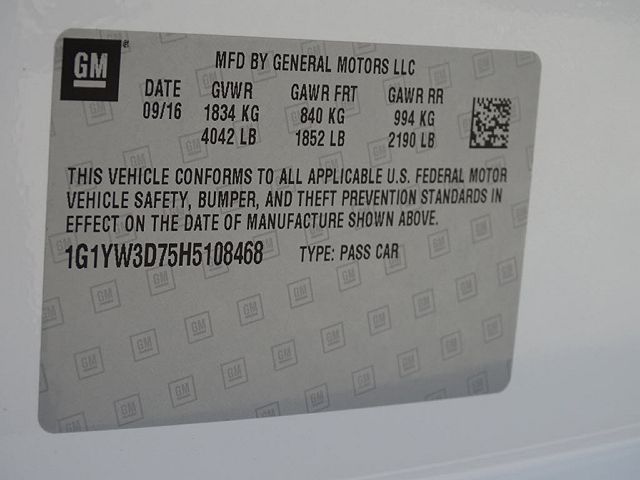 GM ®
MFD BY GENERAL MOTORS LLC
DATE GVWR GAWR FRT GAWR RR
09/16 1834 KG 840 KG 994 KG
4042 LB 1852 LB 2190 LB
THIS VEHICLE CONFORMS TO ALL APPLICABLE U.S. FEDERAL MOTOR
VEHICLE SAFETY, BUMPER, AND THEFT PREVENTION STANDARDS IN
EFFECT ON THE DATE OF MANUFACTURE SHOWN ABOVE.
1G1YW3D75H5108468 TYPE: PASS CAR